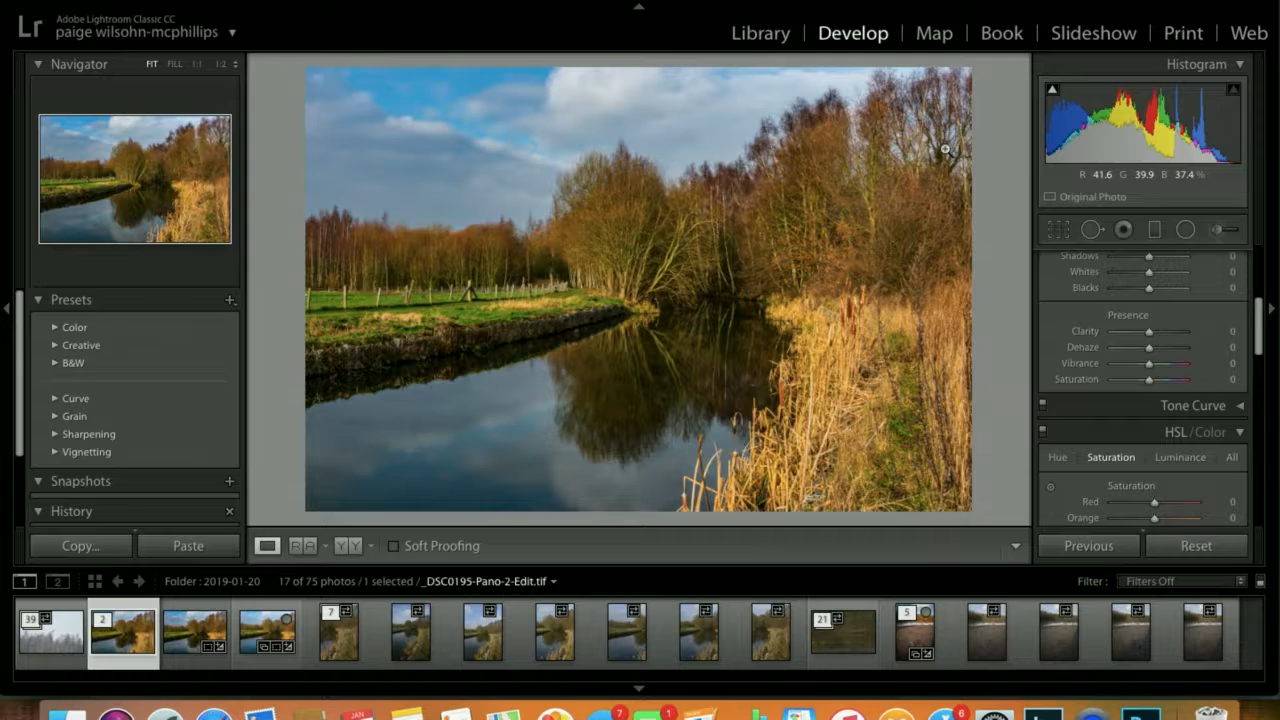 Lr
Adobe Lightroom Classic CC
paige wilsohn-mcphillips
Library | Develop | Map | Book | Slideshow | Print | Web
Navigator FIT FILL 1:1 1:2
Histogram
R 41.6 G 39.9 B 37.4 %
Original Photo
Shadows 0
Whites 0
Blacks 0
Presence
Clarity 0
Dehaze 0
Vibrance 0
Saturation 0
Tone Curve
HSL / Color
Hue Saturation Luminance All
Saturation
Red 0
Orange 0
Presets
Color
Creative
B&W
Curve
Grain
Sharpening
Vignetting
Snapshots
History
Copy... Paste
R A Y Y Soft Proofing
Previous Reset
1 2 Folder : 2019-01-20 17 of 75 photos / 1 selected / _DSC0195-Pano-2-Edit.tif
Filter : Filters Off
39 2 7 21 5
JAN 7 1 6